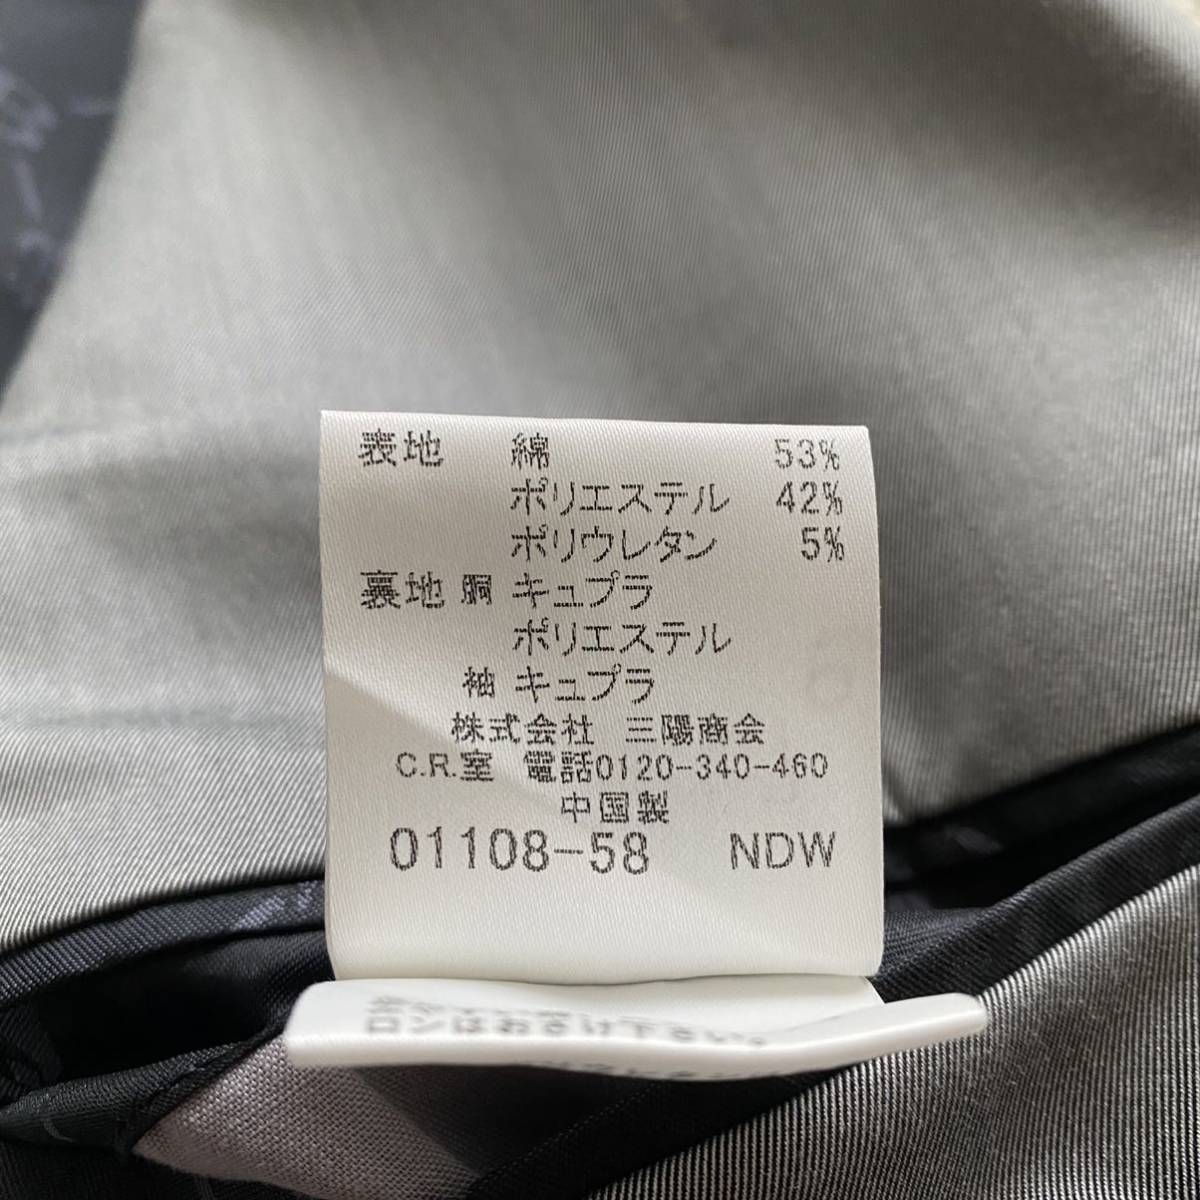 表地 綿 53%
ポリエステル 42%
ポリウレタン 5%
裏地 胴 キュプラ
ポリエステル
袖 キュプラ
株式会社 三陽商会
C.R.室 電話0120-340-460
中国製
01108-58 NDW
ロンはおさけ下さい。